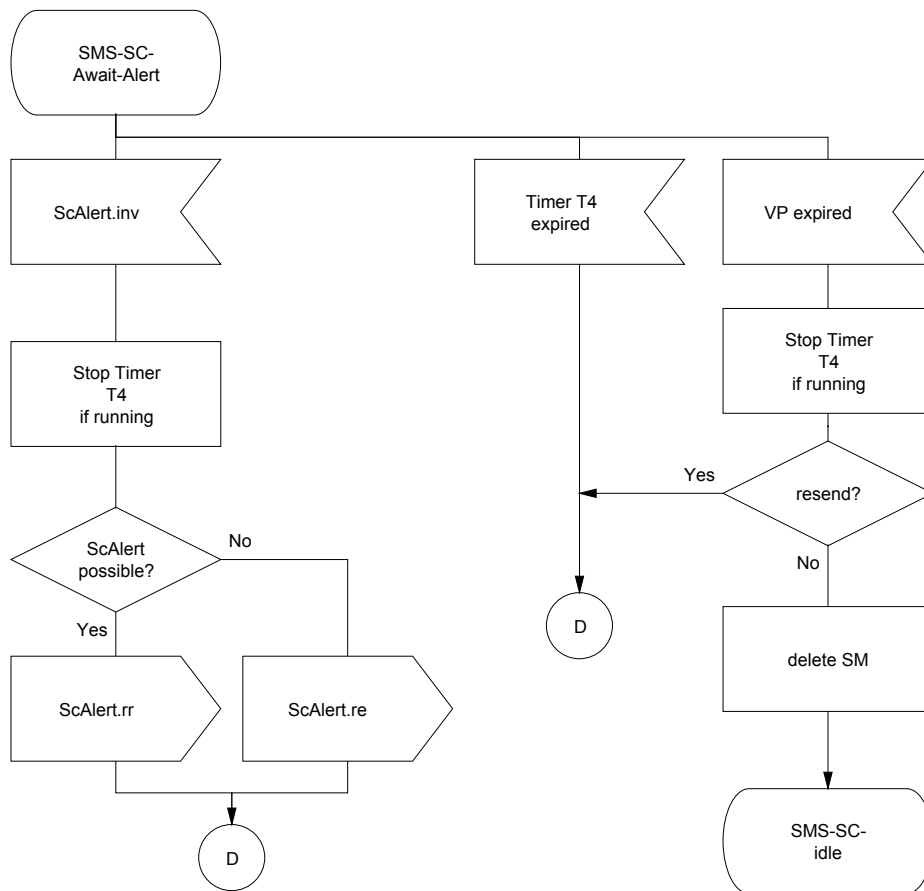 SMS-SC-
Await-Alert
ScAlert.inv
Timer T4
expired
VP expired
Stop Timer
T4
if running
Stop Timer
T4
if running
Yes
resend?
No
ScAlert
possible?
No
Yes
D
delete SM
ScAlert.rr
ScAlert.re
D
SMS-SC-
idle